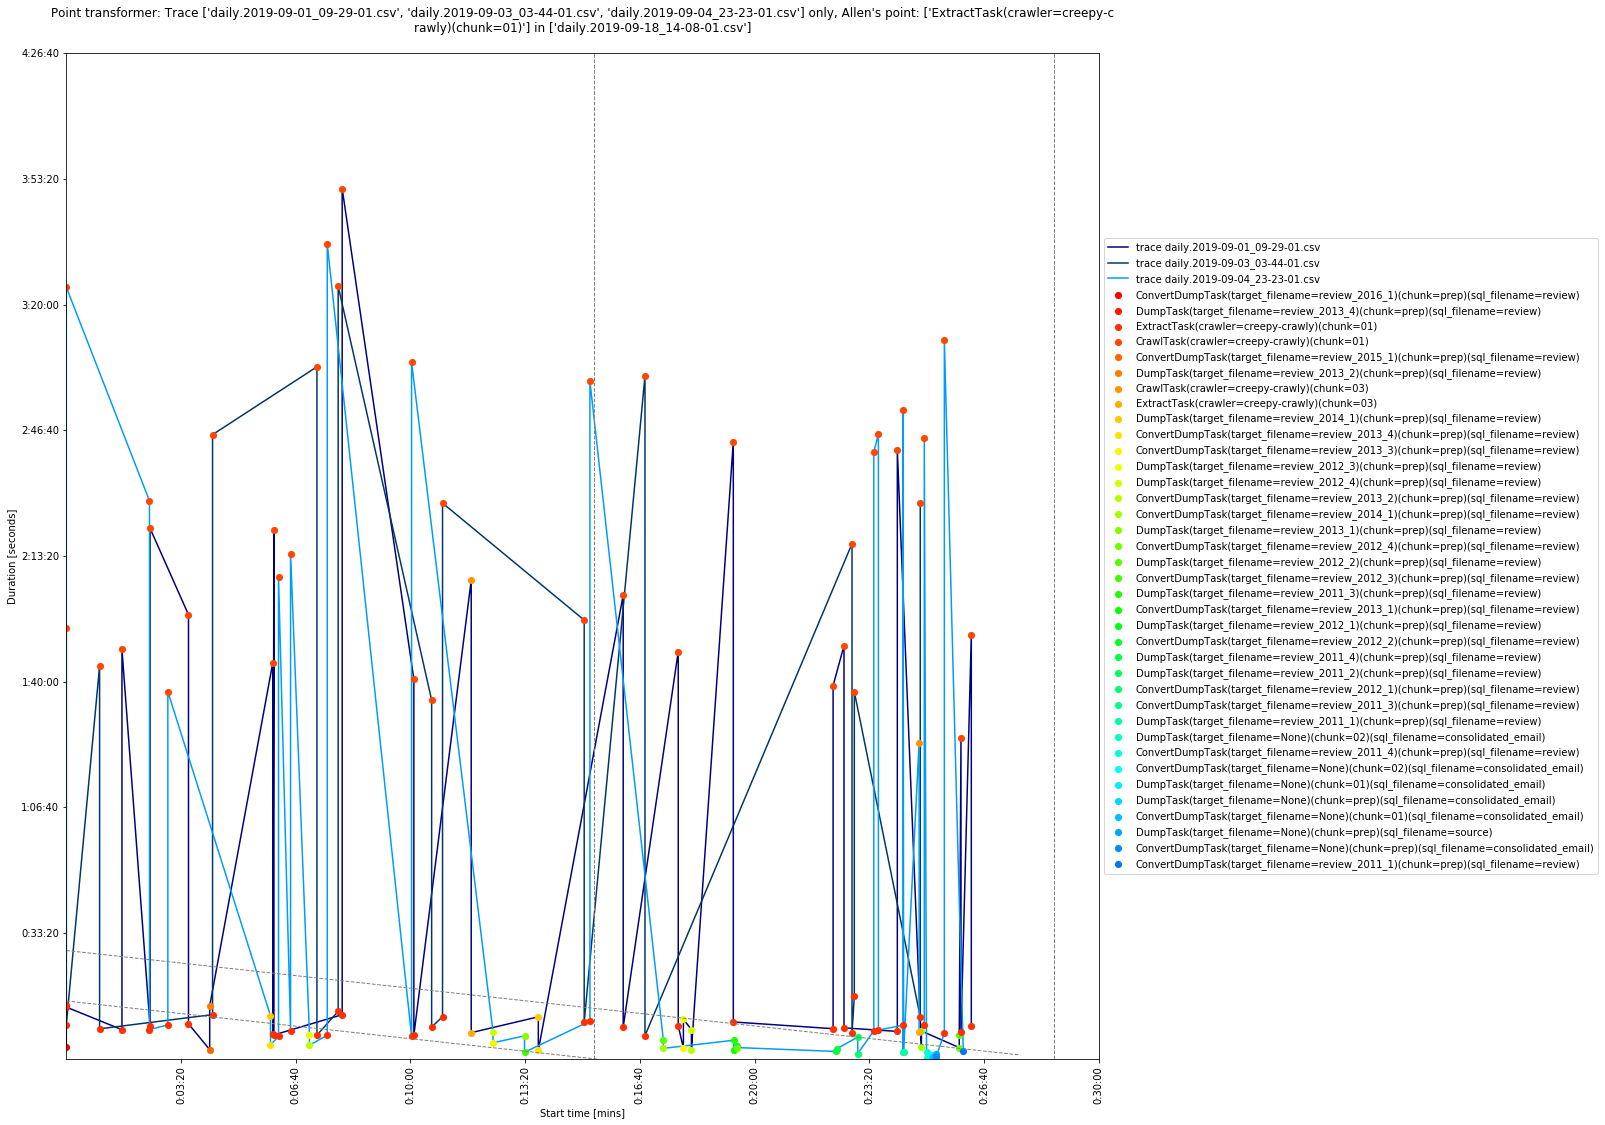 Point transformer: Trace ['daily.2019-09-01_09-29-01.csv', 'daily.2019-09-03_03-44-01.csv', 'daily.2019-09-04_23-23-01.csv'] only, Allen's point: ['ExtractTask(crawler=creepy-c
rawly)(chunk=01)'] in ['daily.2019-09-18_14-08-01.csv']
4:26:40
3:53:20
3:20:00
2:46:40
2:13:20
1:40:00
1:06:40
0:33:20
Duration [seconds]
0:03:20
0:06:40
0:10:00
0:13:20
0:16:40
0:20:00
0:23:20
0:26:40
0:30:00
Start time [mins]
trace daily.2019-09-01_09-29-01.csv
trace daily.2019-09-03_03-44-01.csv
trace daily.2019-09-04_23-23-01.csv
ConvertDumpTask(target_filename=review_2016_1)(chunk=prep)(sql_filename=review)
DumpTask(target_filename=review_2013_4)(chunk=prep)(sql_filename=review)
ExtractTask(crawler=creepy-crawly)(chunk=01)
CrawlTask(crawler=creepy-crawly)(chunk=01)
ConvertDumpTask(target_filename=review_2015_1)(chunk=prep)(sql_filename=review)
DumpTask(target_filename=review_2013_2)(chunk=prep)(sql_filename=review)
CrawlTask(crawler=creepy-crawly)(chunk=03)
ExtractTask(crawler=creepy-crawly)(chunk=03)
DumpTask(target_filename=review_2014_1)(chunk=prep)(sql_filename=review)
ConvertDumpTask(target_filename=review_2013_4)(chunk=prep)(sql_filename=review)
ConvertDumpTask(target_filename=review_2013_3)(chunk=prep)(sql_filename=review)
DumpTask(target_filename=review_2012_3)(chunk=prep)(sql_filename=review)
DumpTask(target_filename=review_2012_4)(chunk=prep)(sql_filename=review)
ConvertDumpTask(target_filename=review_2013_2)(chunk=prep)(sql_filename=review)
ConvertDumpTask(target_filename=review_2014_1)(chunk=prep)(sql_filename=review)
DumpTask(target_filename=review_2013_1)(chunk=prep)(sql_filename=review)
ConvertDumpTask(target_filename=review_2012_4)(chunk=prep)(sql_filename=review)
DumpTask(target_filename=review_2012_2)(chunk=prep)(sql_filename=review)
ConvertDumpTask(target_filename=review_2012_3)(chunk=prep)(sql_filename=review)
DumpTask(target_filename=review_2011_3)(chunk=prep)(sql_filename=review)
ConvertDumpTask(target_filename=review_2013_1)(chunk=prep)(sql_filename=review)
DumpTask(target_filename=review_2012_1)(chunk=prep)(sql_filename=review)
ConvertDumpTask(target_filename=review_2012_2)(chunk=prep)(sql_filename=review)
DumpTask(target_filename=review_2011_4)(chunk=prep)(sql_filename=review)
DumpTask(target_filename=review_2011_2)(chunk=prep)(sql_filename=review)
ConvertDumpTask(target_filename=review_2012_1)(chunk=prep)(sql_filename=review)
ConvertDumpTask(target_filename=review_2011_3)(chunk=prep)(sql_filename=review)
DumpTask(target_filename=review_2011_1)(chunk=prep)(sql_filename=review)
DumpTask(target_filename=None)(chunk=02)(sql_filename=consolidated_email)
ConvertDumpTask(target_filename=review_2011_4)(chunk=prep)(sql_filename=review)
ConvertDumpTask(target_filename=None)(chunk=02)(sql_filename=consolidated_email)
DumpTask(target_filename=None)(chunk=01)(sql_filename=consolidated_email)
DumpTask(target_filename=None)(chunk=prep)(sql_filename=consolidated_email)
ConvertDumpTask(target_filename=None)(chunk=01)(sql_filename=consolidated_email)
DumpTask(target_filename=None)(chunk=prep)(sql_filename=source)
ConvertDumpTask(target_filename=None)(chunk=prep)(sql_filename=consolidated_email)
ConvertDumpTask(target_filename=review_2011_1)(chunk=prep)(sql_filename=review)